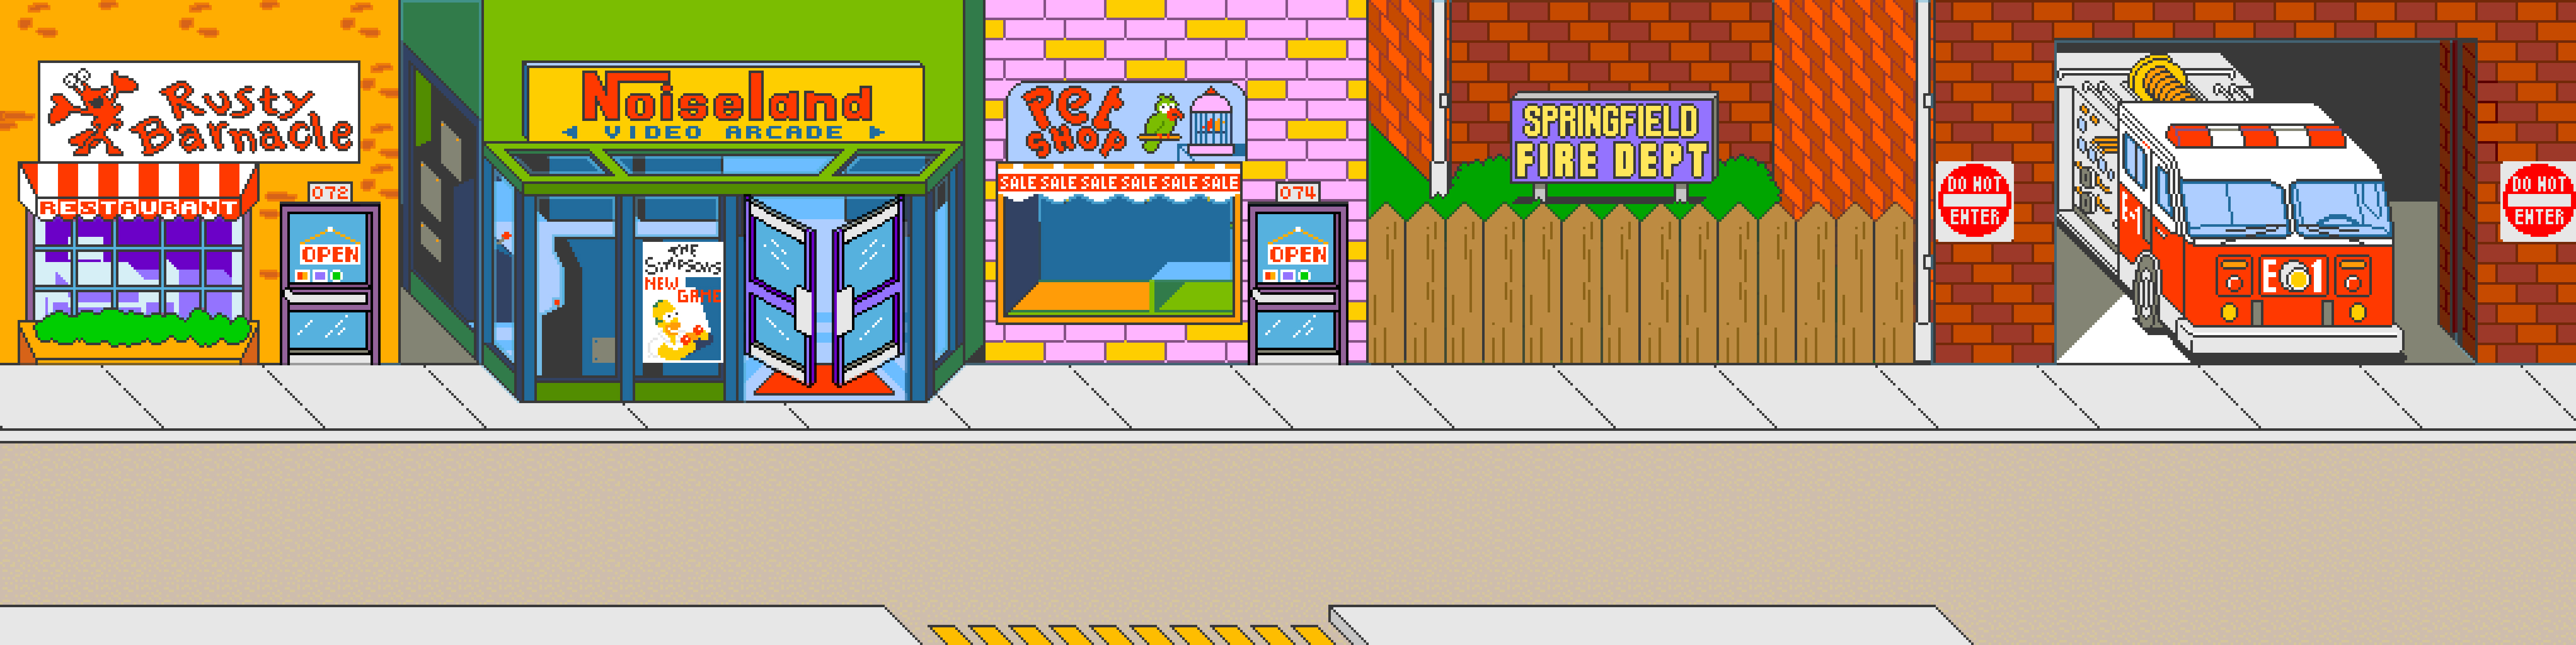 Rusty
Barnacle
RESTAURANT
072
OPEN
Noiseland
VIDEO ARCADE
THE
SIMPSONS
NEW
GAME
Pet
SHOP
SALE SALE SALE SALE SALE SALE
074
OPEN
SPRINGFIELD
FIRE DEPT
DO NOT
ENTER
E-1
E 1
DO NOT
ENTER